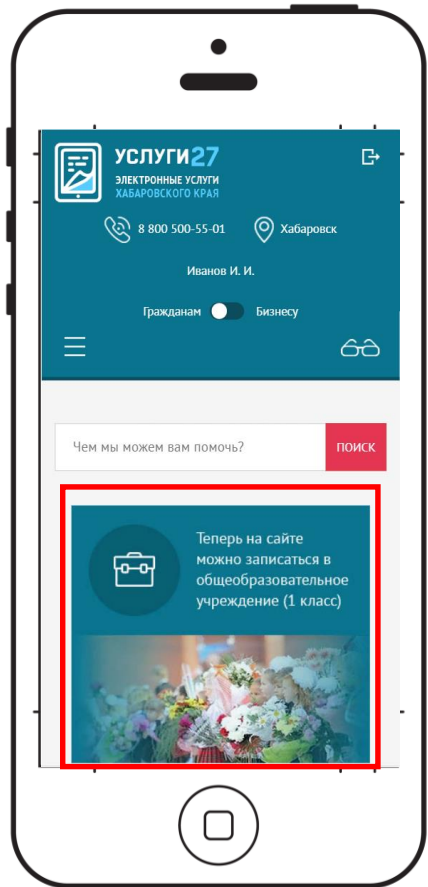 УСЛУГИ27
ЭЛЕКТРОННЫЕ УСЛУГИ
ХАБАРОВСКОГО КРАЯ
8 800 500-55-01
Хабаровск
Иванов И. И.
Гражданам
Бизнесу
Чем мы можем вам помочь?
ПОИСК
Теперь на сайте
можно записаться в
общеобразовательное
учреждение (1 класс)